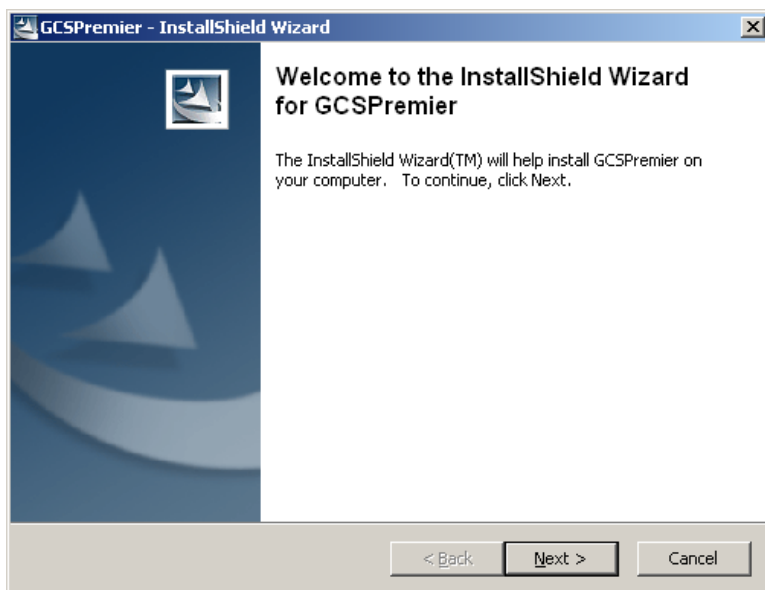 GCSPremier - InstallShield Wizard
Welcome to the InstallShield Wizard
for GCSPremier
The InstallShield Wizard(TM) will help install GCSPremier on
your computer.   To continue, click Next.
< Back
Next >
Cancel